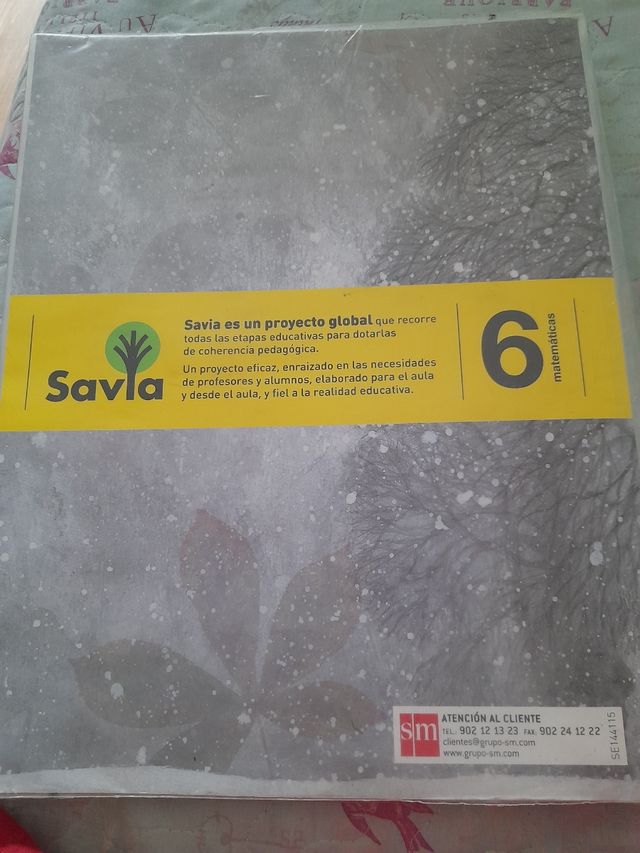 Savia
Savia es un proyecto global que recorre
todas las etapas educativas para dotarlas
de coherencia pedagógica.
Un proyecto eficaz, enraizado en las necesidades
de profesores y alumnos, elaborado para el aula
y desde el aula, y fiel a la realidad educativa.
6
matemáticas
sm
ATENCIÓN AL CLIENTE
TEL.: 902 12 13 23 FAX: 902 24 12 22
clientes@grupo-sm.com
www.grupo-sm.com
SE144115